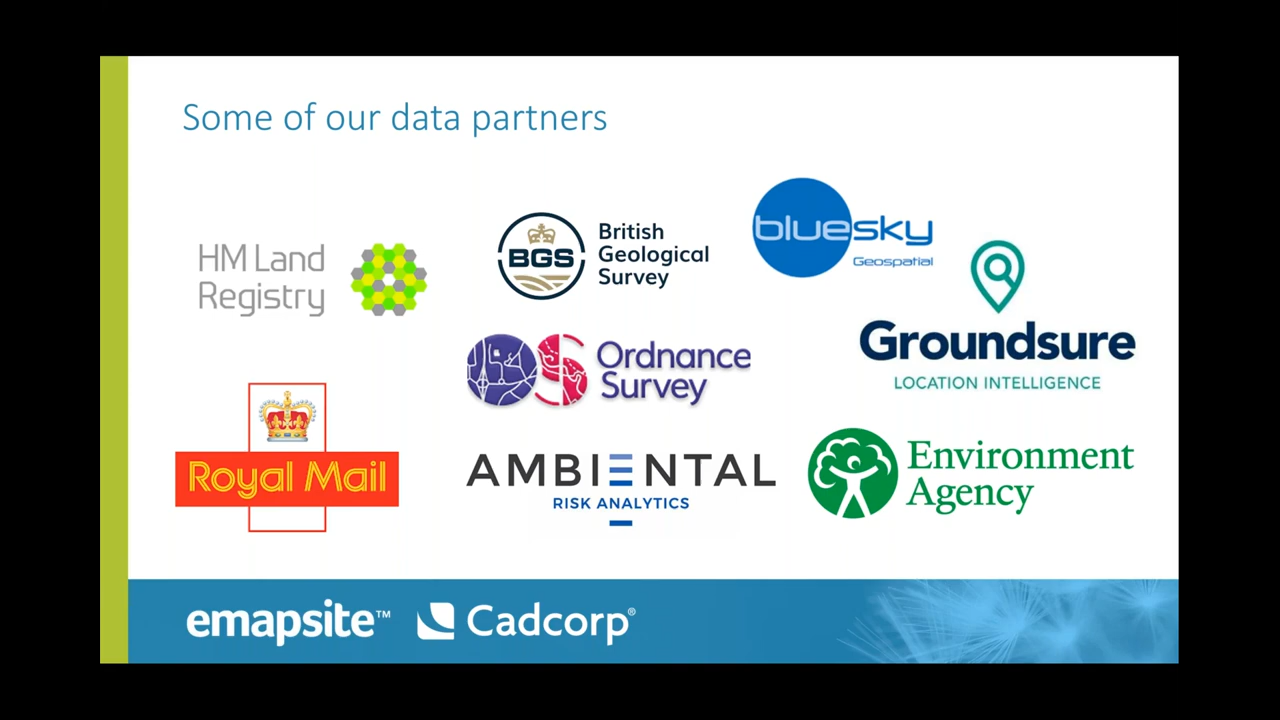 Some of our data partners
HM Land
Registry
BGS
British
Geological
Survey
bluesky
Geospatial
Groundsure
LOCATION INTELLIGENCE
OS
Ordnance
Survey
Royal Mail
AMBIENTAL
RISK ANALYTICS
Environment
Agency
emapsite™
Cadcorp®